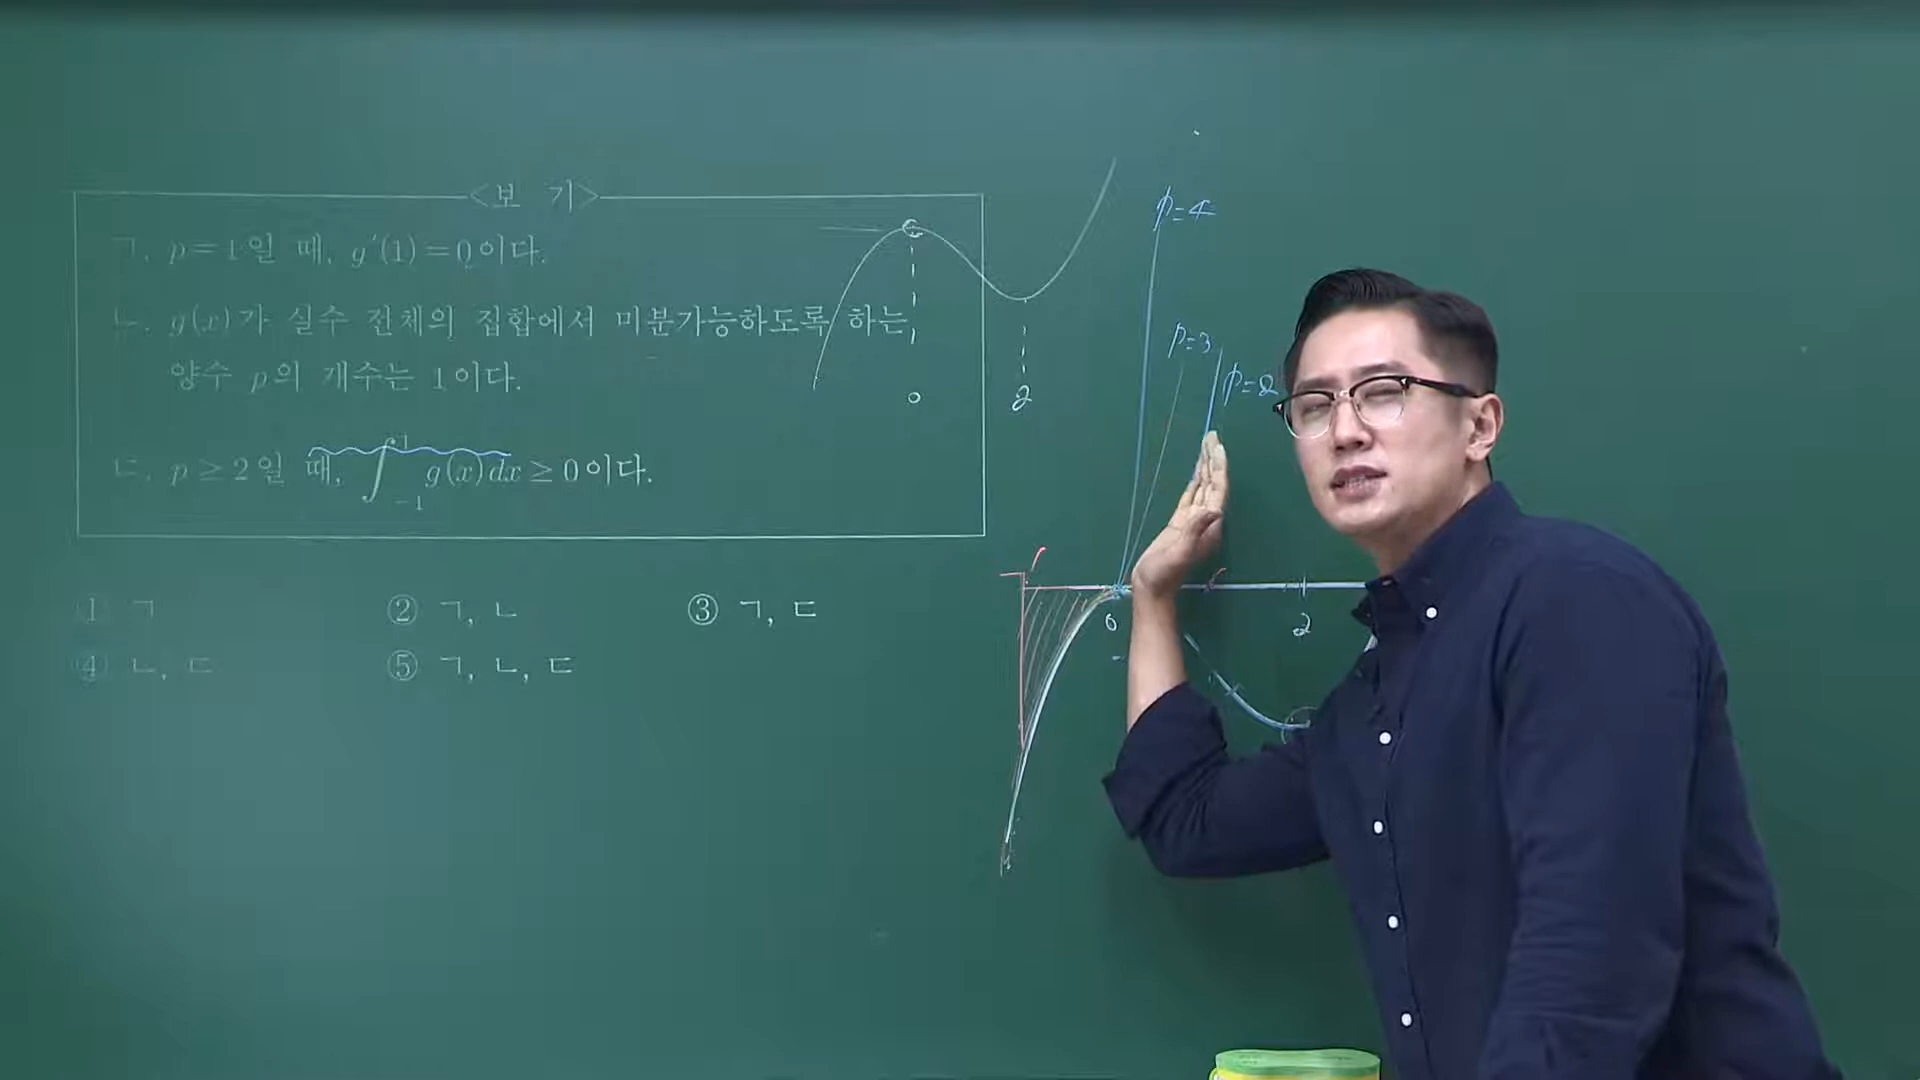 <보 기>
ㄱ. p=1일 때, g′(1)=0이다.
ㄴ. g(x)가 실수 전체의 집합에서 미분가능하도록 하는
양수 p의 개수는 1이다.
ㄷ. p≥2일 때, ∫₋₁¹ g(x)dx≥0이다.
① ㄱ ② ㄱ, ㄴ ③ ㄱ, ㄷ
④ ㄴ, ㄷ ⑤ ㄱ, ㄴ, ㄷ
0 2
p=4
p=3
p=2
0 2